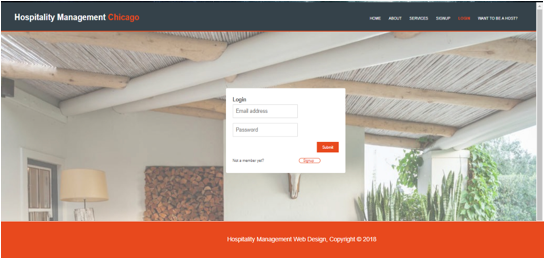 Hospitality Management Chicago
HOME ABOUT SERVICES SIGNUP LOGIN WANT TO BE A HOST?
Login
Email address
Password
Submit
Not a member yet? Signup
Hospitality Management Web Design, Copyright © 2018